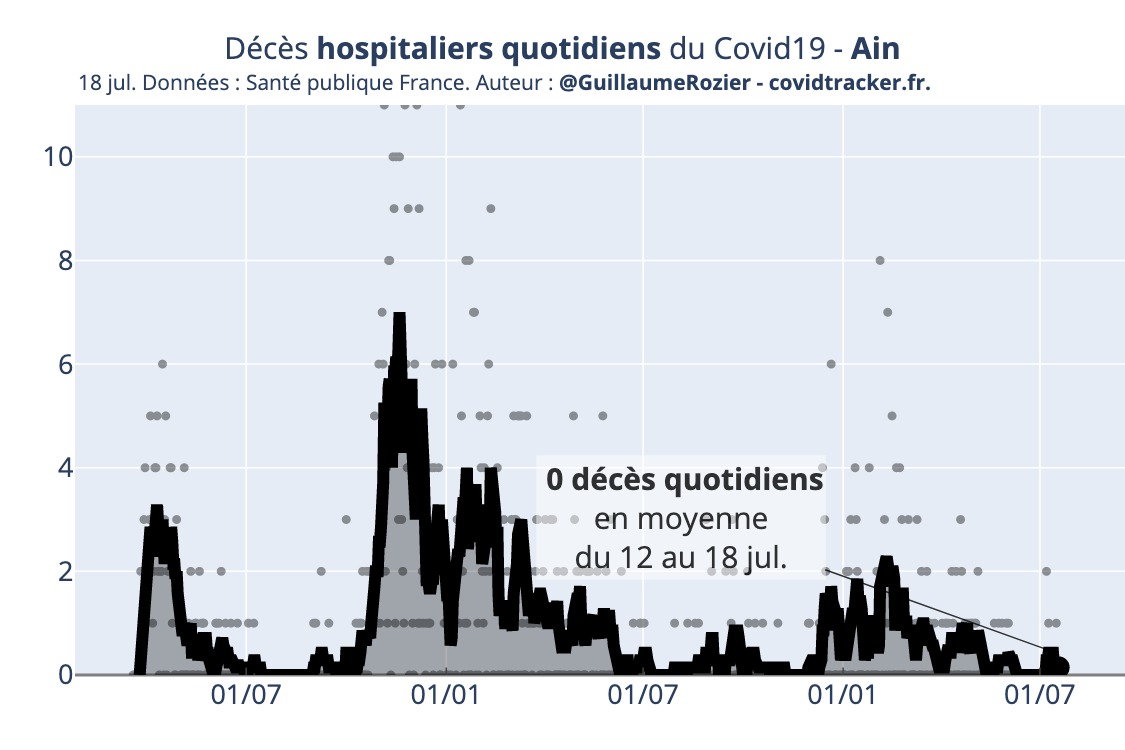 Décès hospitaliers quotidiens du Covid19 - Ain
18 jul. Données : Santé publique France. Auteur : @GuillaumeRozier - covidtracker.fr.
10
8
6
4
2
0
0 décès quotidiens
en moyenne
du 12 au 18 jul.
01/07 01/01 01/07 01/01 01/07